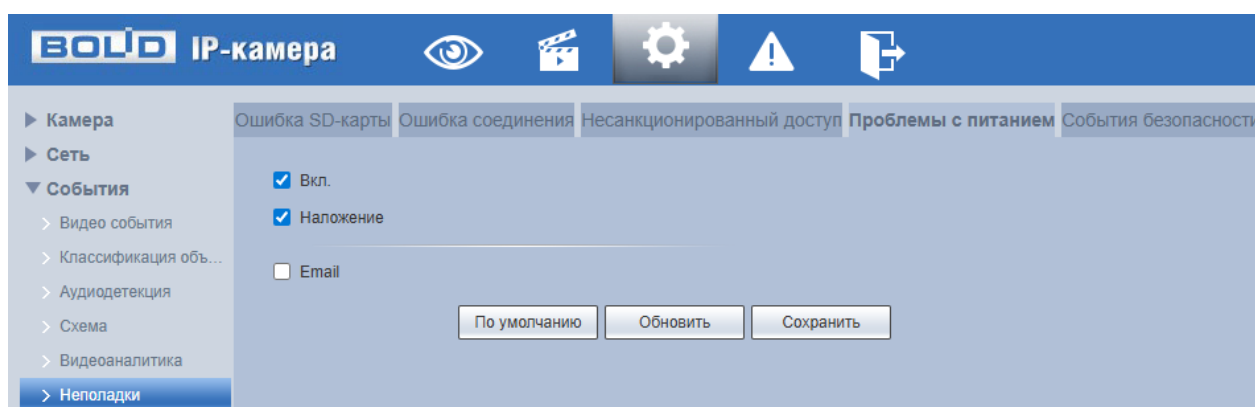 BOLID IP-камера
Камера
Сеть
События
Видео события
Классификация объ...
Аудиодетекция
Схема
Видеоаналитика
Неполадки
Ошибка SD-карты Ошибка соединения Несанкционированный доступ Проблемы с питанием События безопасности
Вкл.
Наложение
Email
По умолчанию Обновить Сохранить